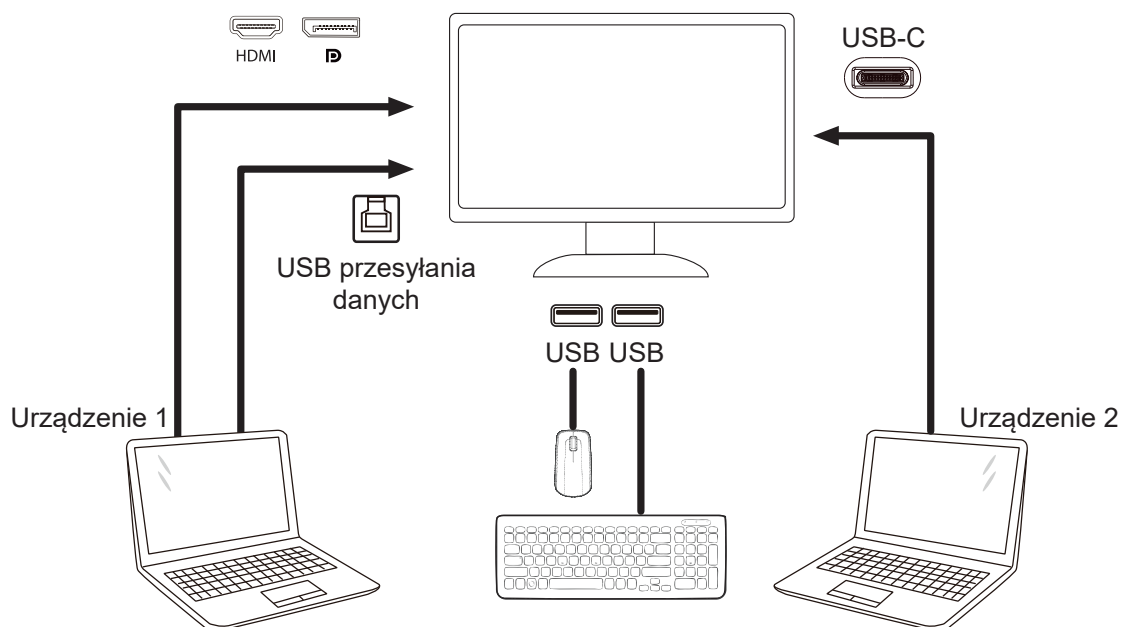 HDMI
USB-C
USB przesyłania
danych
USB USB
Urządzenie 1
Urządzenie 2